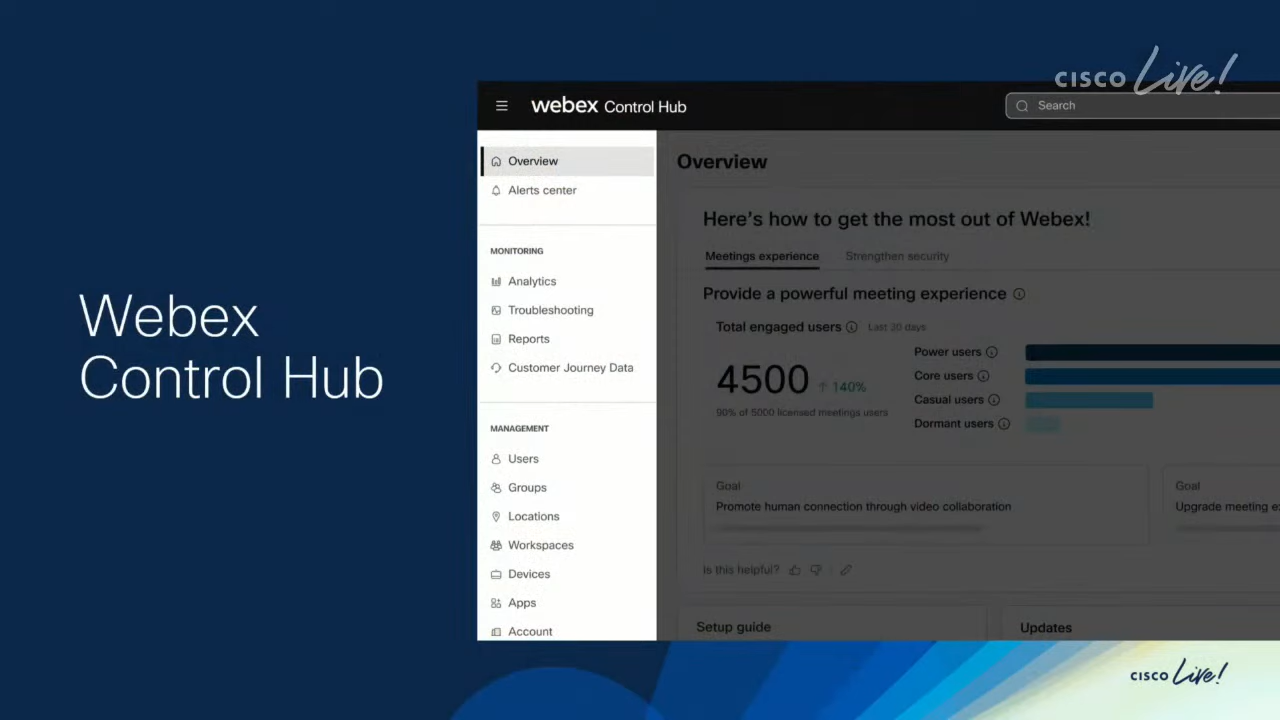 CISCO Live!
Webex
Control Hub
webex Control Hub
Search
Overview
Alerts center
MONITORING
Analytics
Troubleshooting
Reports
Customer Journey Data
MANAGEMENT
Users
Groups
Locations
Workspaces
Devices
Apps
Account
Overview
Here's how to get the most out of Webex!
Meetings experience Strengthen security
Provide a powerful meeting experience
Total engaged users Last 20 days
4500 ↑ 140%
90% of 5000 licensed meetings users
Power users
Core users
Casual users
Dormant users
Goal
Promote human connection through video collaboration
Goal
Upgrade meeting
Is this helpful?
Setup guide
Updates
CISCO Live!